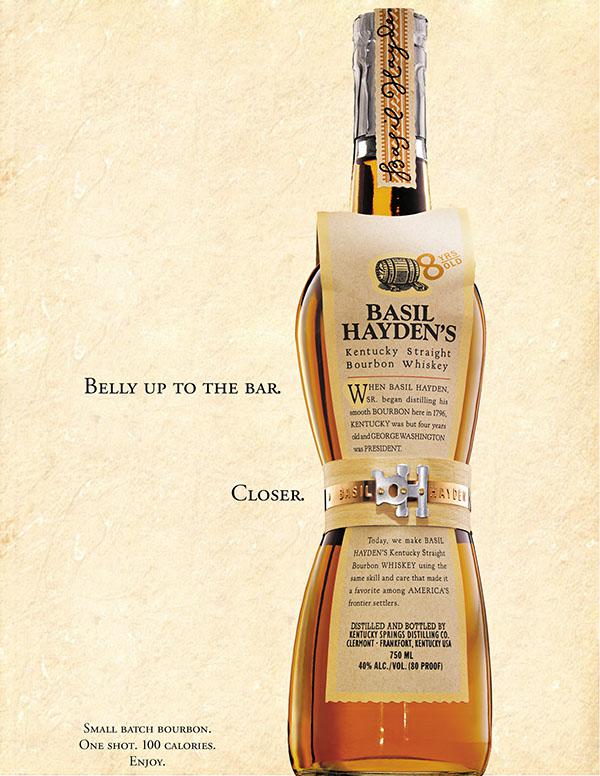 Basil Hayden
8 YRS OLD
BASIL
HAYDEN'S
Kentucky Straight
Bourbon Whiskey
WHEN BASIL HAYDEN,
SR. began distilling his
smooth BOURBON here in 1796,
KENTUCKY was but four years
old and GEORGE WASHINGTON
was PRESIDENT.
BELLY UP TO THE BAR.
CLOSER.
BASIL HAYDEN
Today, we make BASIL
HAYDEN'S Kentucky Straight
Bourbon WHISKEY using the
same skill and care that made it
a favorite among AMERICA'S
frontier settlers.
DISTILLED AND BOTTLED BY
KENTUCKY SPRINGS DISTILLING CO.
CLERMONT - FRANKFORT, KENTUCKY USA
750 ML
40% ALC./VOL. (80 PROOF)
SMALL BATCH BOURBON.
ONE SHOT. 100 CALORIES.
ENJOY.